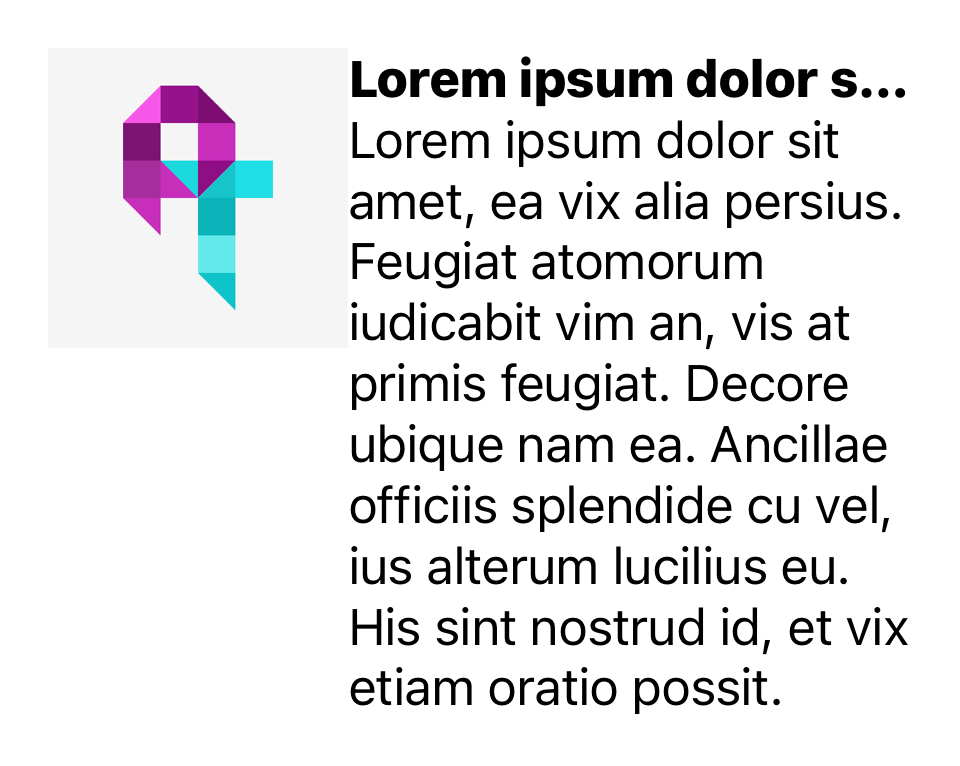 Lorem ipsum dolor s...
Lorem ipsum dolor sit
amet, ea vix alia persius.
Feugiat atomorum
iudicabit vim an, vis at
primis feugiat. Decore
ubique nam ea. Ancillae
officiis splendide cu vel,
ius alterum lucilius eu.
His sint nostrud id, et vix
etiam oratio possit.